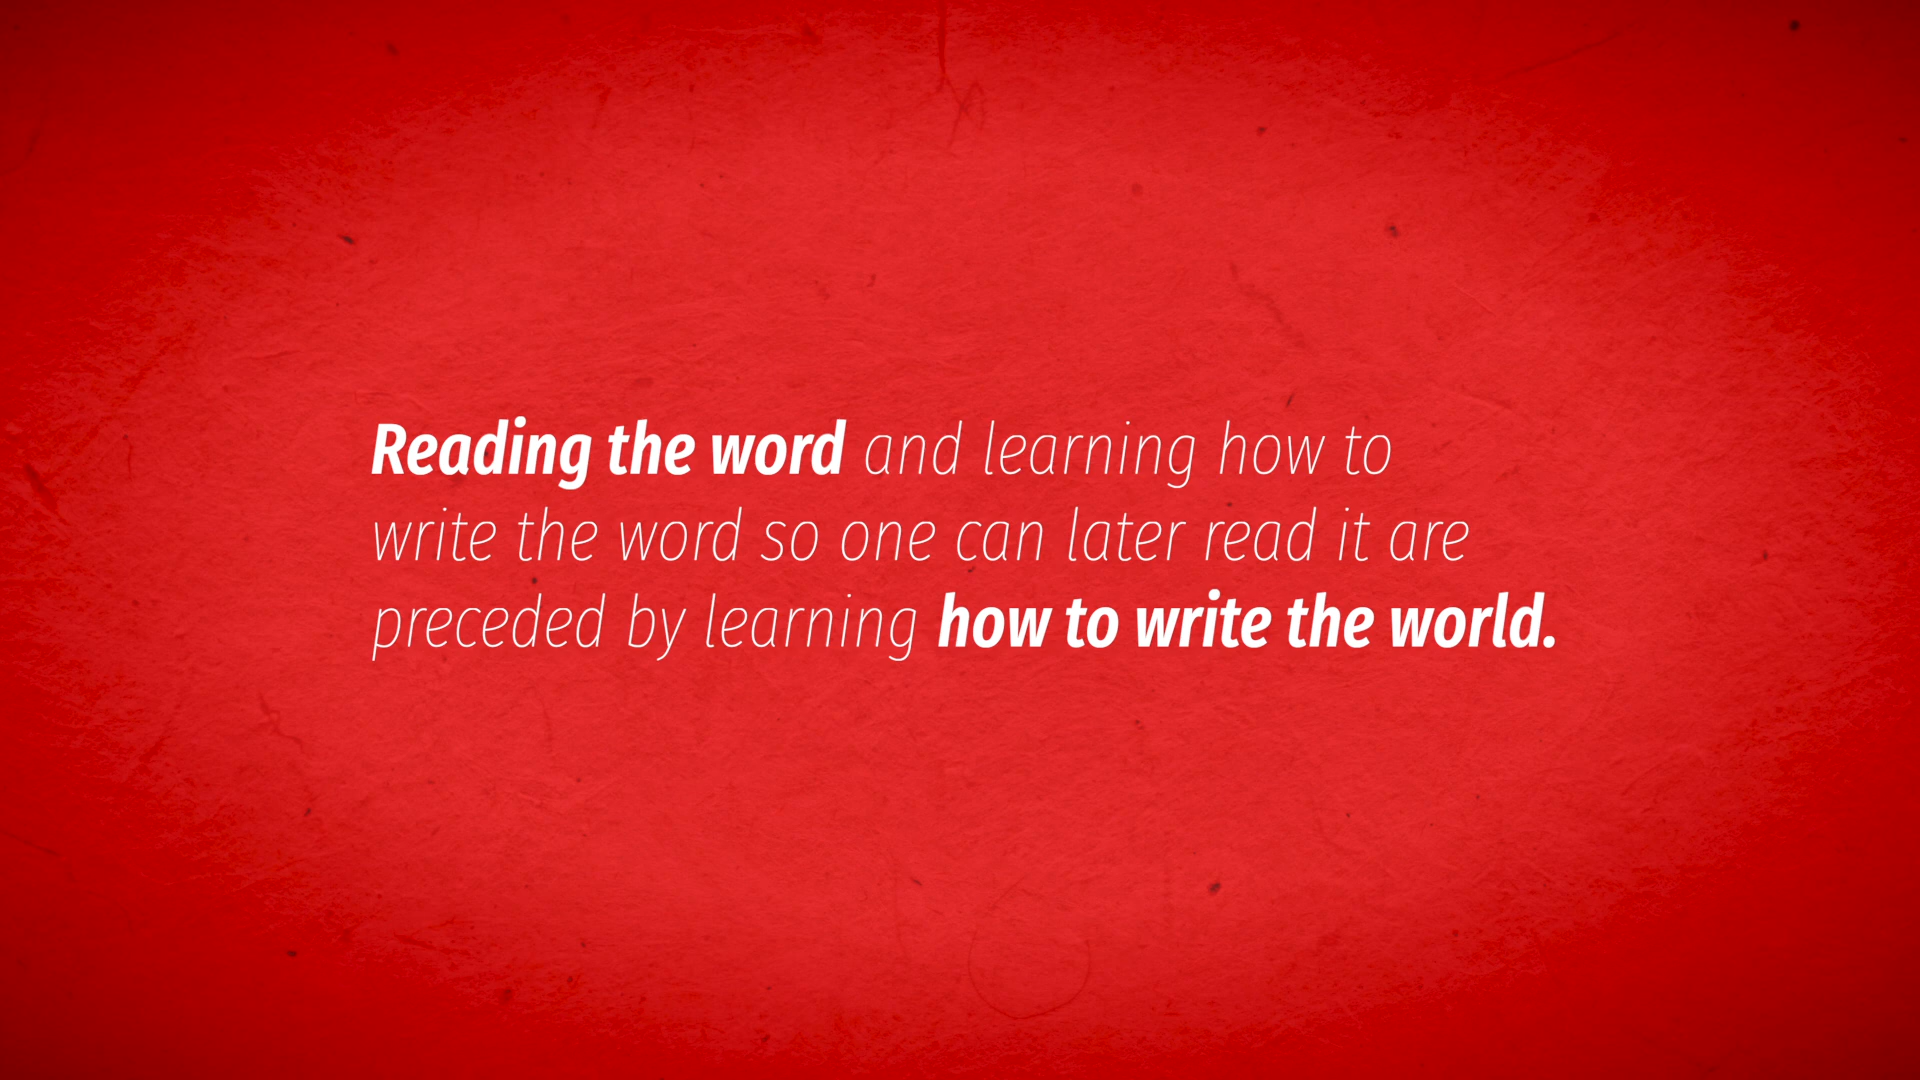 Reading the word and learning how to
write the word so one can later read it are
preceded by learning how to write the world.